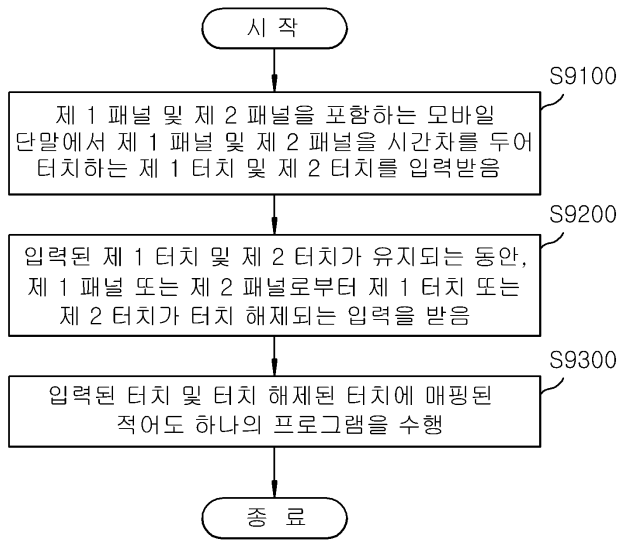 시 작
S9100
제 1 패널 및 제 2 패널을 포함하는 모바일
단말에서 제 1 패널 및 제 2 패널을 시간차를 두어
터치하는 제 1 터치 및 제 2 터치를 입력받음
S9200
입력된 제 1 터치 및 제 2 터치가 유지되는 동안,
제 1 패널 또는 제 2 패널로부터 제 1 터치 또는
제 2 터치가 터치 해제되는 입력을 받음
S9300
입력된 터치 및 터치 해제된 터치에 매핑된
적어도 하나의 프로그램을 수행
종 료